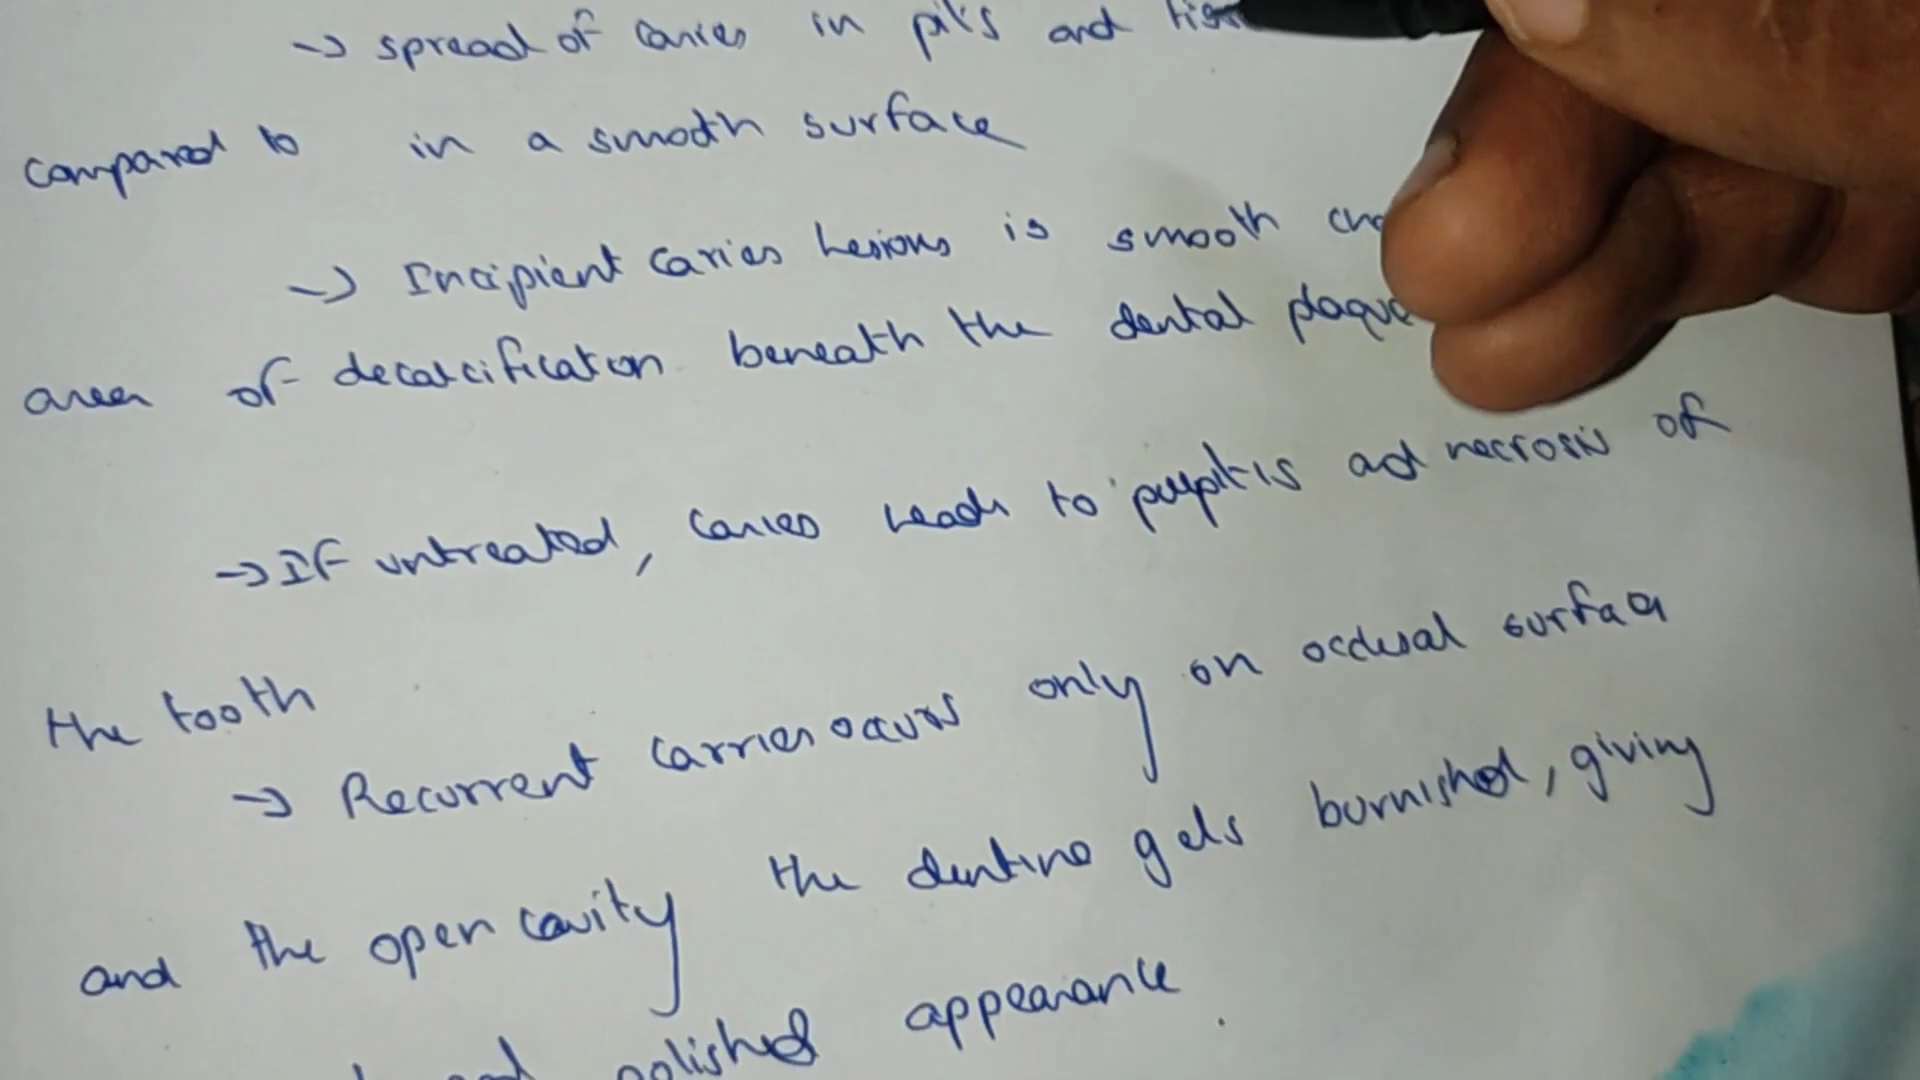 → spread of caries in pits and
compared to in a smooth surface
→ Incipient caries lesions is smooth
area of decalcification beneath the dental plaque
→ If untreated, caries leads to pulpitis and necrosis of
the tooth
→ Recurrent carries occurs only on occlusal surface
and the open cavity the dentine gets burnished, giving
polished appearance.